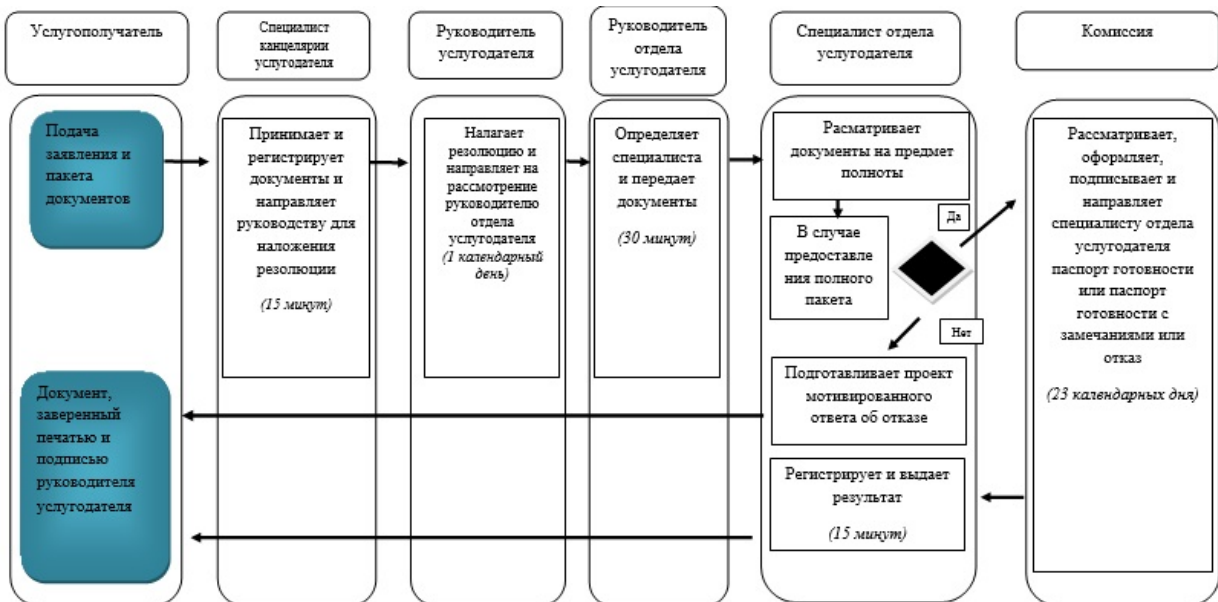 Услугополучатель
Специалист
канцелярии
услугодателя
Руководитель
услугодателя
Руководитель
отдела
услугодателя
Специалист отдела
услугодателя
Комиссия
Подача
заявления и
пакета
документов
Принимает и
регистрирует
документы и
направляет
руководству для
наложения
резолюции
(15 минут)
Налагает
резолюцию и
направляет на
рассмотрение
руководителю
отдела
услугодателя
(1 календарный
день)
Определяет
специалиста
и передает
документы
(30 минут)
Расматривает
документы на предмет
полноты
В случае
предоставле
ния полного
пакета
Да
Нет
Рассматривает,
оформляет,
подписывает и
направляет
специалисту отдела
услугодателя
паспорт готовности
или паспорт
готовности с
замечаниями или
отказ
(23 календарных дня)
Подготавливает проект
мотивированного
ответа об отказе
Регистрирует и выдает
результат
(15 минут)
Документ,
заверенный
печатью и
подписью
руководителя
услугодателя